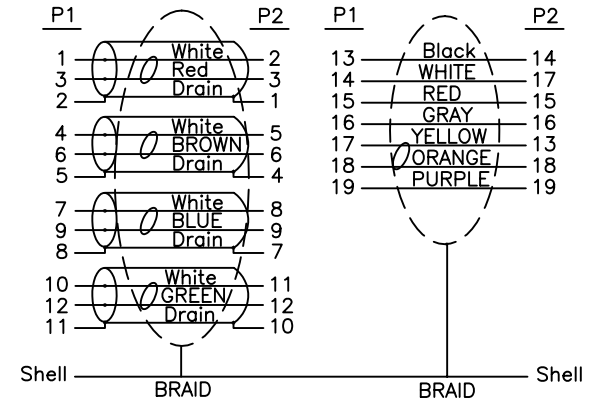 P1 P2 P1 P2
1 White 2
3 Red 3
2 Drain 1
4 White 5
6 BROWN 6
5 Drain 4
7 White 8
9 BLUE 9
8 Drain 7
10 White 11
12 GREEN 12
11 Drain 10
13 Black 14
14 WHITE 17
15 RED 15
16 GRAY 16
17 YELLOW 13
18 ORANGE 18
19 PURPLE 19
Shell Shell
BRAID BRAID